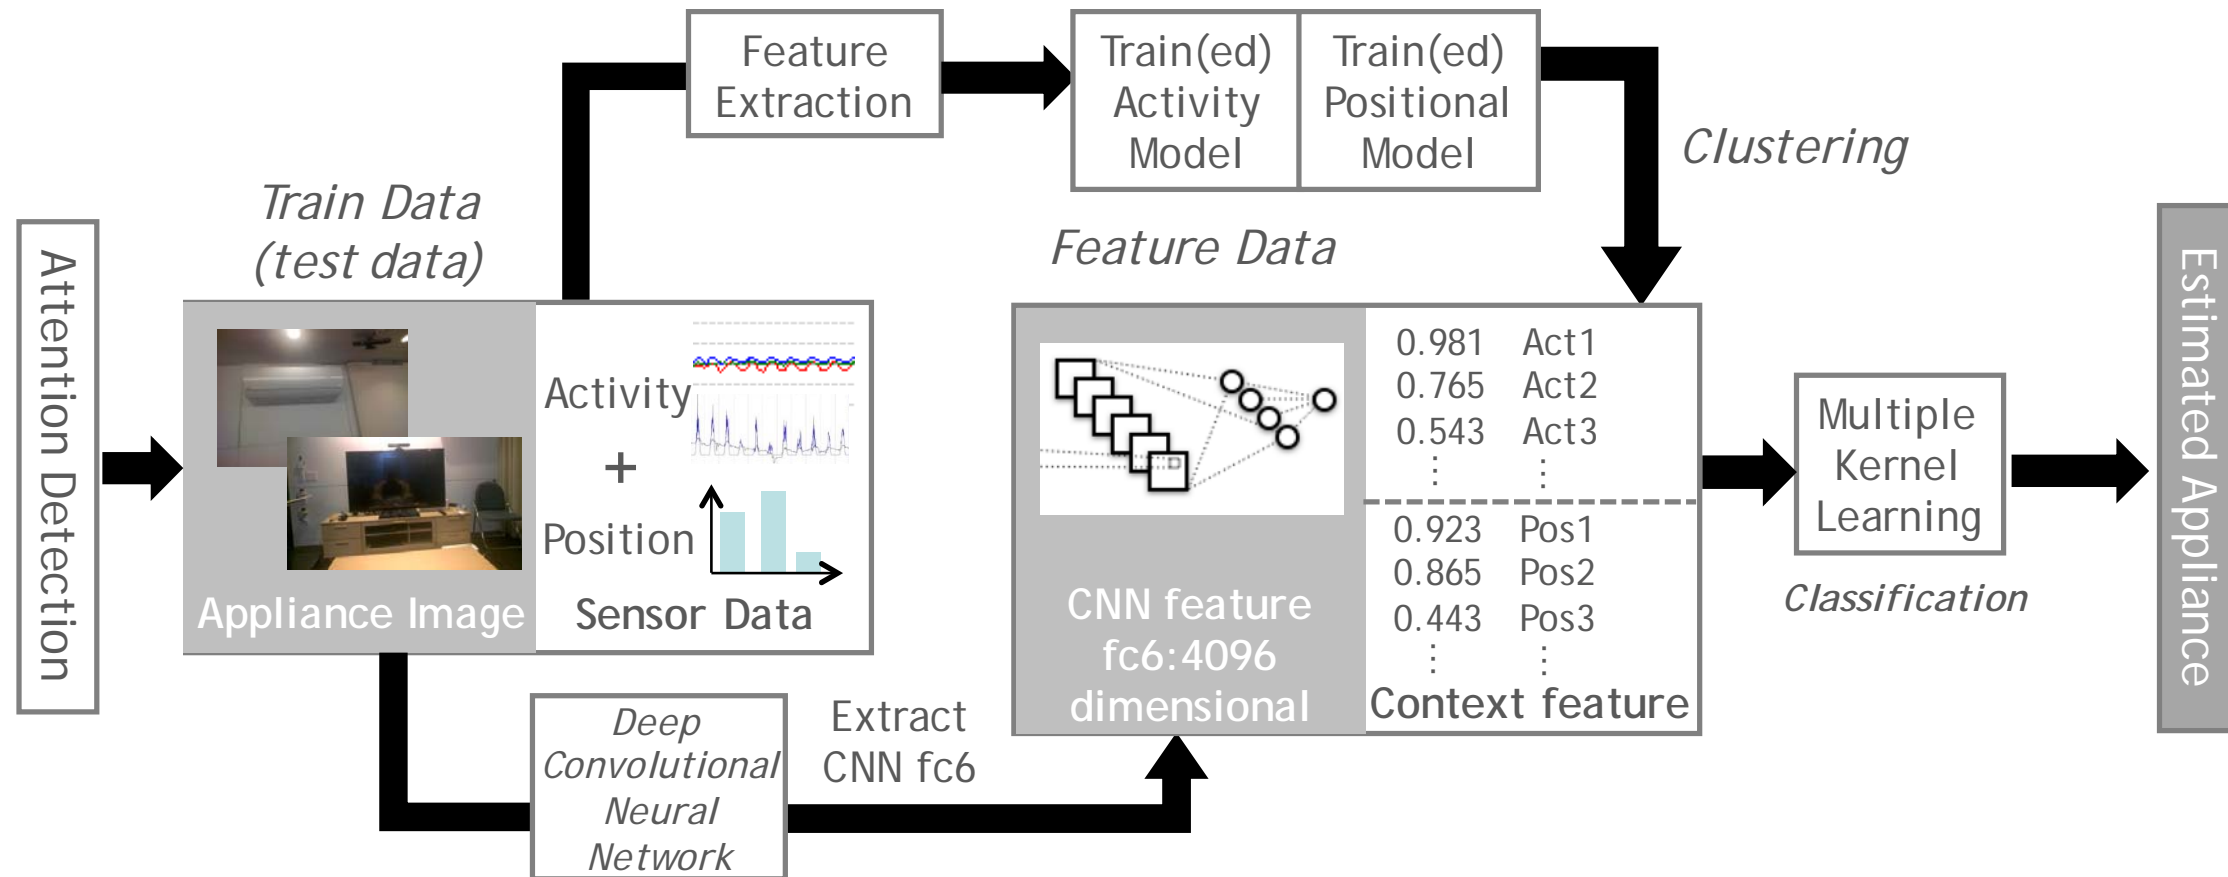 Attention Detection
Train Data
(test data)
Appliance Image
Activity
+
Position
Sensor Data
Feature
Extraction
Train(ed)
Activity
Model
Train(ed)
Positional
Model
Clustering
Deep
Convolutional
Neural
Network
Extract
CNN fc6
Feature Data
CNN feature
fc6:4096
dimensional
0.981 Act1
0.765 Act2
0.543 Act3
⋮ ⋮
0.923 Pos1
0.865 Pos2
0.443 Pos3
⋮ ⋮
Context feature
Multiple
Kernel
Learning
Classification
Estimated Appliance